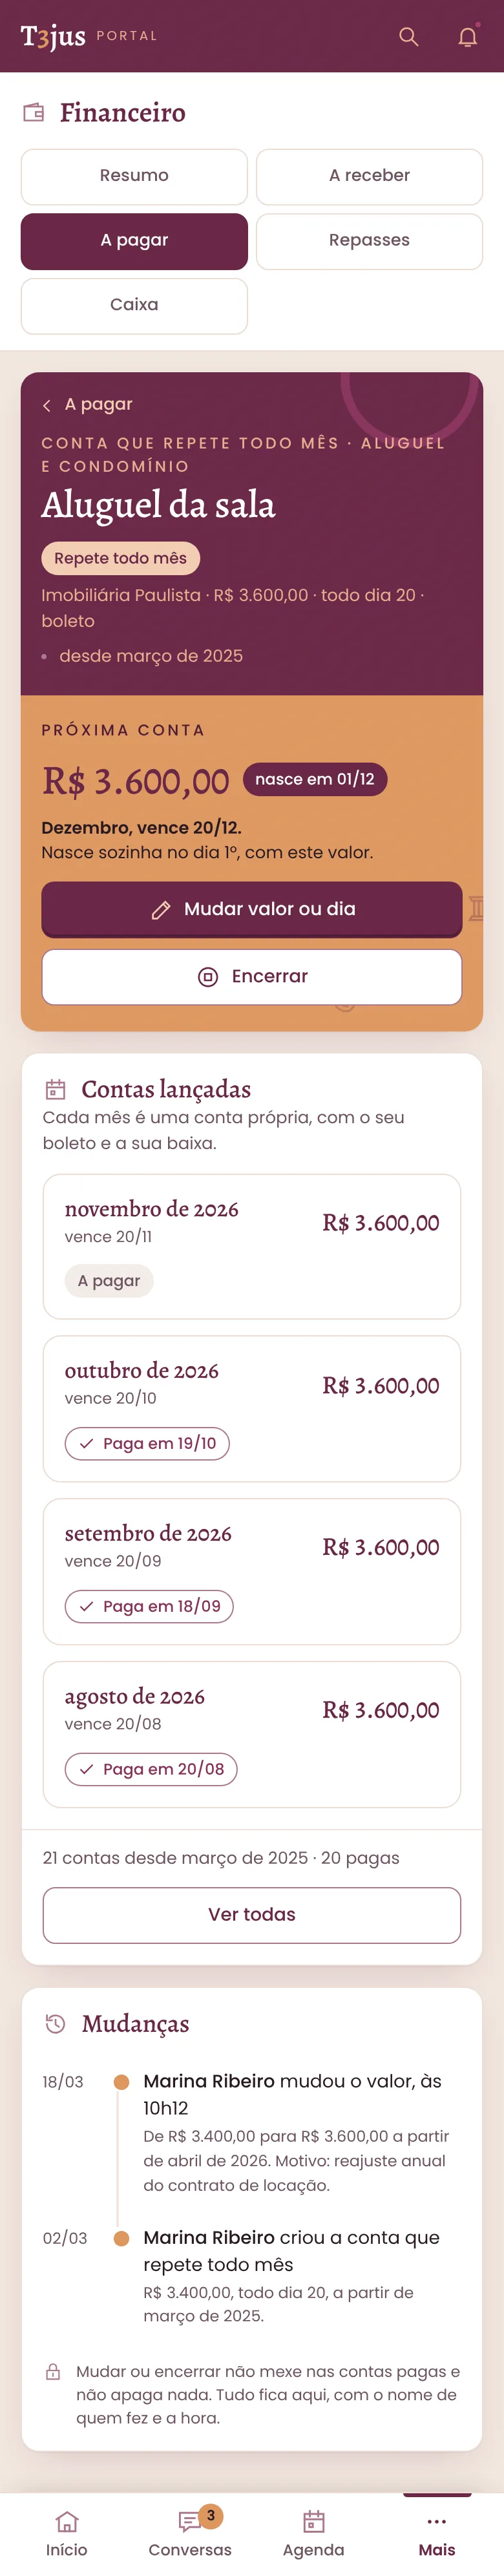 T3jus PORTAL
Financeiro
Resumo
A receber
A pagar
Repasses
Caixa
A pagar
CONTA QUE REPETE TODO MÊS · ALUGUEL
E CONDOMÍNIO
Aluguel da sala
Repete todo mês
Imobiliária Paulista · R$ 3.600,00 · todo dia 20 ·
boleto
• desde março de 2025
PRÓXIMA CONTA
R$ 3.600,00 nasce em 01/12
Dezembro, vence 20/12.
Nasce sozinha no dia 1º, com este valor.
Mudar valor ou dia
Encerrar
Contas lançadas
Cada mês é uma conta própria, com o seu
boleto e a sua baixa.
novembro de 2026
R$ 3.600,00
vence 20/11
A pagar
outubro de 2026
R$ 3.600,00
vence 20/10
Paga em 19/10
setembro de 2026
R$ 3.600,00
vence 20/09
Paga em 18/09
agosto de 2026
R$ 3.600,00
vence 20/08
Paga em 20/08
21 contas desde março de 2025 · 20 pagas
Ver todas
Mudanças
18/03
Marina Ribeiro mudou o valor, às
10h12
De R$ 3.400,00 para R$ 3.600,00 a partir
de abril de 2026. Motivo: reajuste anual
do contrato de locação.
02/03
Marina Ribeiro criou a conta que
repete todo mês
R$ 3.400,00, todo dia 20, a partir de
março de 2025.
Mudar ou encerrar não mexe nas contas pagas e
não apaga nada. Tudo fica aqui, com o nome de
quem fez e a hora.
Início
3
Conversas
Agenda
Mais